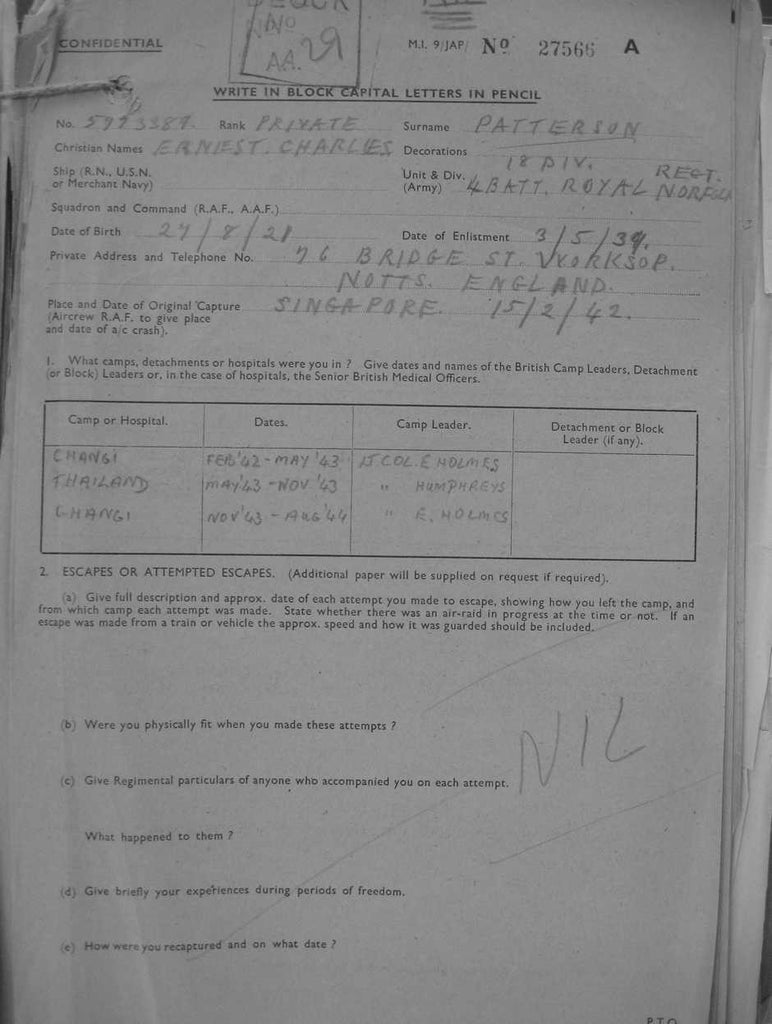 BLOCK
No
AA. 29
CONFIDENTIAL
M.I. 9/JAP/ No 27566 A
WRITE IN BLOCK CAPITAL LETTERS IN PENCIL
No. 5933389. Rank PRIVATE Surname PATTERSON
Christian Names ERNIEST. CHARLIES Decorations
Ship (R.N., U.S.N. or Merchant Navy)
Unit & Div. (Army) 18 DIV. 4 BATT. ROYAL NORFOLK REGT.
Squadron and Command (R.A.F., A.A.F.)
Date of Birth 27/8/21 Date of Enlistment 3/5/39.
Private Address and Telephone No. 76 BRIDGE ST. WORKSOP.
NOTTS. ENGLAND.
Place and Date of Original Capture SINGAPORE. 15/2/42.
(Aircrew R.A.F. to give place
and date of a/c crash).
1. What camps, detachments or hospitals were you in ? Give dates and names of the British Camp Leaders, Detachment
(or Block) Leaders or, in the case of hospitals, the Senior British Medical Officers.
Camp or Hospital. Dates. Camp Leader. Detachment or Block Leader (if any).
CHANGI FEB '42 - MAY '43 LT COL. E HOLMES
THAILAND MAY '43 - NOV '43 " HUMPHREYS
CHANGI NOV '43 - AUG '44 " E. HOLMES
2. ESCAPES OR ATTEMPTED ESCAPES. (Additional paper will be supplied on request if required).
(a) Give full description and approx. date of each attempt you made to escape, showing how you left the camp, and
from which camp each attempt was made. State whether there was an air-raid in progress at the time or not. If an
escape was made from a train or vehicle the approx. speed and how it was guarded should be included.
(b) Were you physically fit when you made these attempts ?
NIL
(c) Give Regimental particulars of anyone who accompanied you on each attempt.
What happened to them ?
(d) Give briefly your experiences during periods of freedom.
(e) How were you recaptured and on what date ?
P.T.O.